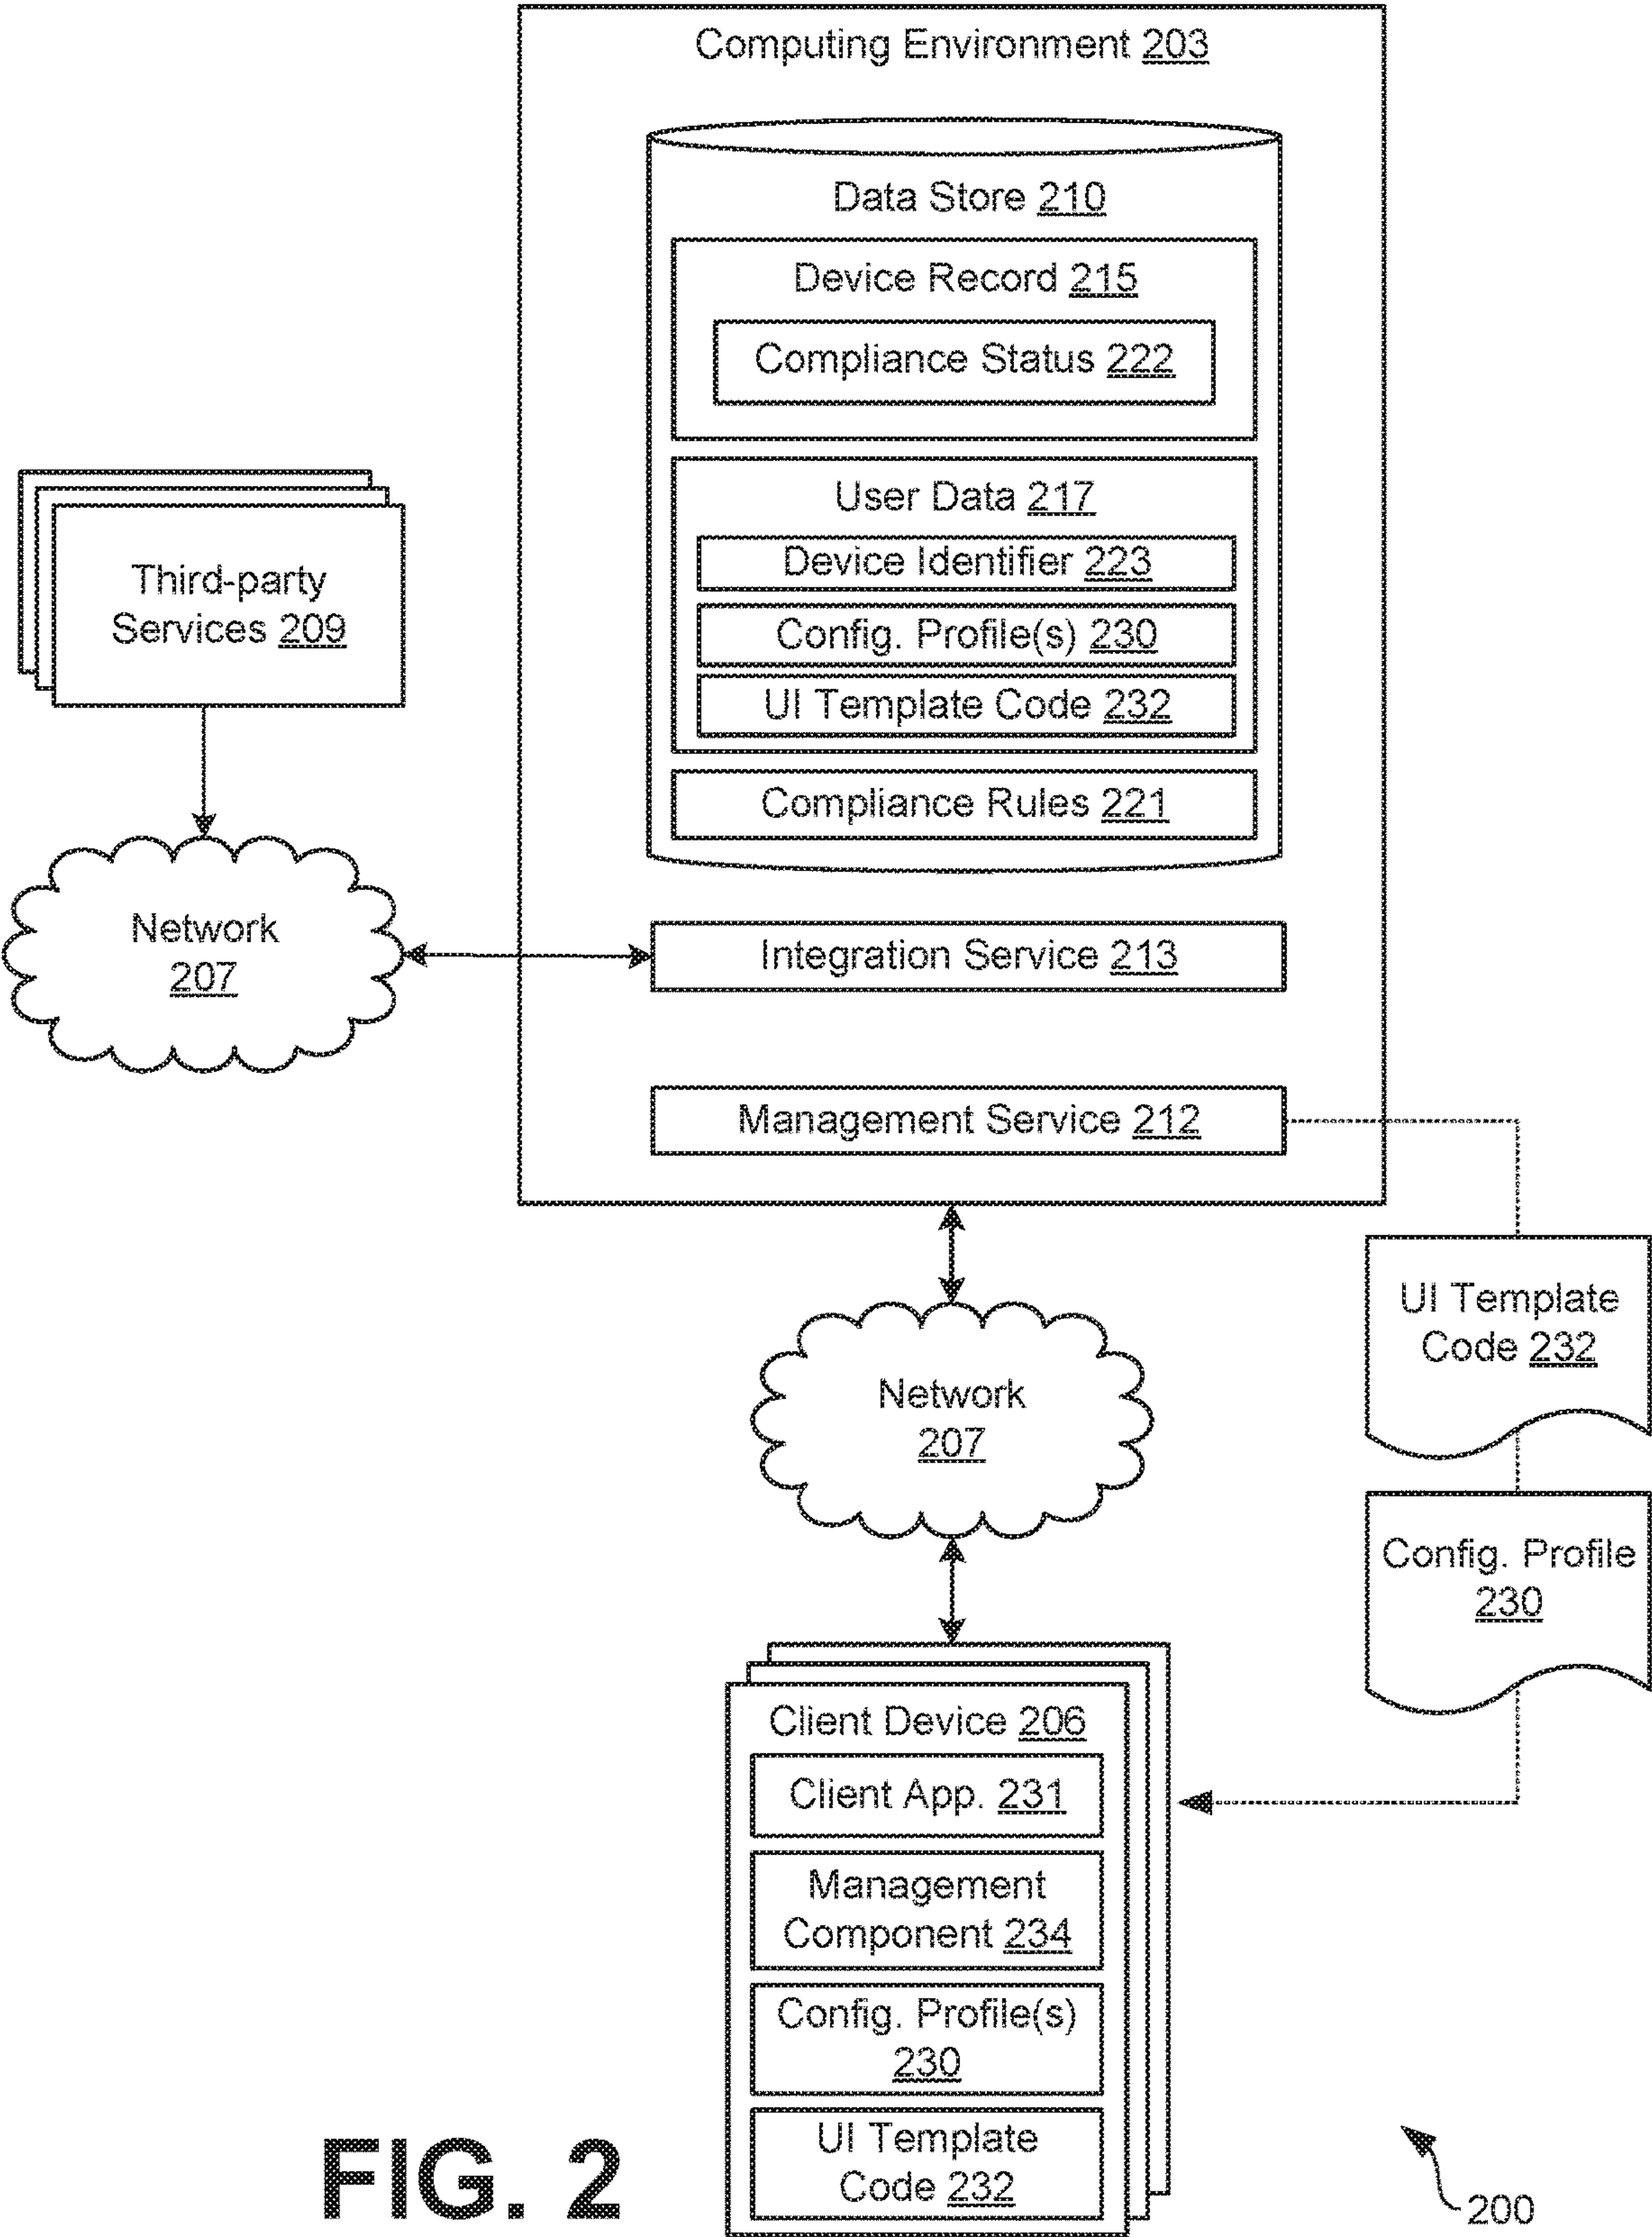 Computing Environment 203
Data Store 210
Device Record 215
Compliance Status 222
User Data 217
Device Identifier 223
Config. Profile(s) 230
UI Template Code 232
Compliance Rules 221
Third-party
Services 209
Network
207
Integration Service 213
Management Service 212
UI Template
Code 232
Network
207
Config. Profile
230
Client Device 206
Client App. 231
Management
Component 234
Config. Profile(s)
230
UI Template
Code 232
FIG. 2
200